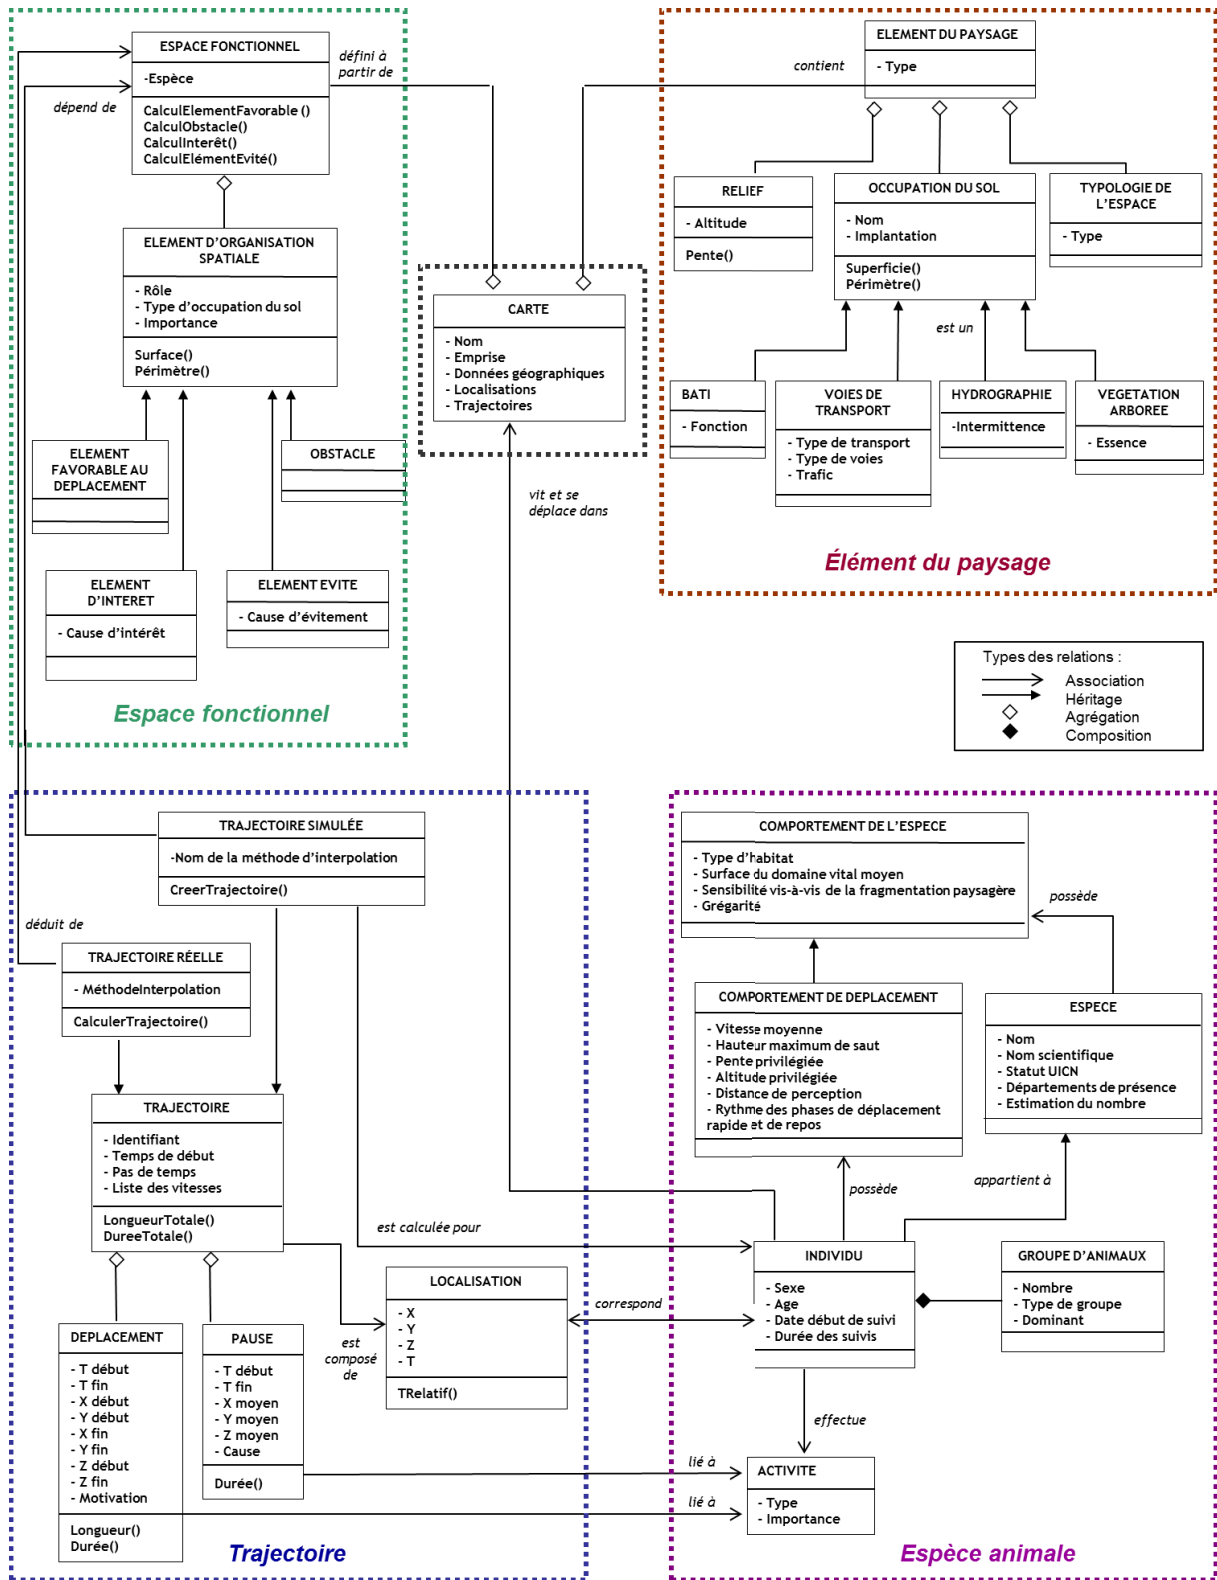 ESPACE FONCTIONNEL
-Espèce
CalculElementFavorable ()
CalculObstacle()
CalculInterêt()
CalculElémentEvité()
défini à
partir de
dépend de
ELEMENT D'ORGANISATION
SPATIALE
- Rôle
- Type d'occupation du sol
- Importance
Surface()
Périmètre()
ELEMENT
FAVORABLE AU
DEPLACEMENT
OBSTACLE
ELEMENT
D'INTERET
- Cause d'intérêt
ELEMENT EVITE
- Cause d'évitement
Espace fonctionnel
CARTE
- Nom
- Emprise
- Données géographiques
- Localisations
- Trajectoires
vit et se
déplace dans
ELEMENT DU PAYSAGE
- Type
contient
RELIEF
- Altitude
Pente()
OCCUPATION DU SOL
- Nom
- Implantation
Superficie()
Périmètre()
TYPOLOGIE DE
L'ESPACE
- Type
est un
BATI
- Fonction
VOIES DE
TRANSPORT
- Type de transport
- Type de voies
- Trafic
HYDROGRAPHIE
-Intermittence
VEGETATION
ARBOREE
- Essence
Élément du paysage
Types des relations :
Association
Héritage
Agrégation
Composition
TRAJECTOIRE SIMULÉE
-Nom de la méthode d'interpolation
CreerTrajectoire()
déduit de
TRAJECTOIRE RÉELLE
- MéthodeInterpolation
CalculerTrajectoire()
TRAJECTOIRE
- Identifiant
- Temps de début
- Pas de temps
- Liste des vitesses
LongueurTotale()
DureeTotale()
est calculée pour
LOCALISATION
- X
- Y
- Z
- T
TRelatif()
est
composé
de
correspond
DEPLACEMENT
- T début
- T fin
- X début
- Y début
- X fin
- Y fin
- Z début
- Z fin
- Motivation
Longueur()
Durée()
PAUSE
- T début
- T fin
- X moyen
- Y moyen
- Z moyen
- Cause
Durée()
lié à
lié à
Trajectoire
COMPORTEMENT DE L'ESPECE
- Type d'habitat
- Surface du domaine vital moyen
- Sensibilité vis-à-vis de la fragmentation paysagère
- Grégarité
possède
COMPORTEMENT DE DEPLACEMENT
- Vitesse moyenne
- Hauteur maximum de saut
- Pente privilégiée
- Altitude privilégiée
- Distance de perception
- Rythme des phases de déplacement
rapide et de repos
ESPECE
- Nom
- Nom scientifique
- Statut UICN
- Départements de présence
- Estimation du nombre
possède
appartient à
INDIVIDU
- Sexe
- Age
- Date début de suivi
- Durée des suivis
GROUPE D'ANIMAUX
- Nombre
- Type de groupe
- Dominant
effectue
ACTIVITE
- Type
- Importance
Espèce animale